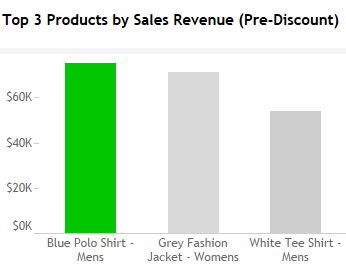 Top 3 Products by Sales Revenue (Pre-Discount)
$60K
$40K
$20K
$0K
Blue Polo Shirt -
Mens
Grey Fashion
Jacket - Womens
White Tee Shirt -
Mens